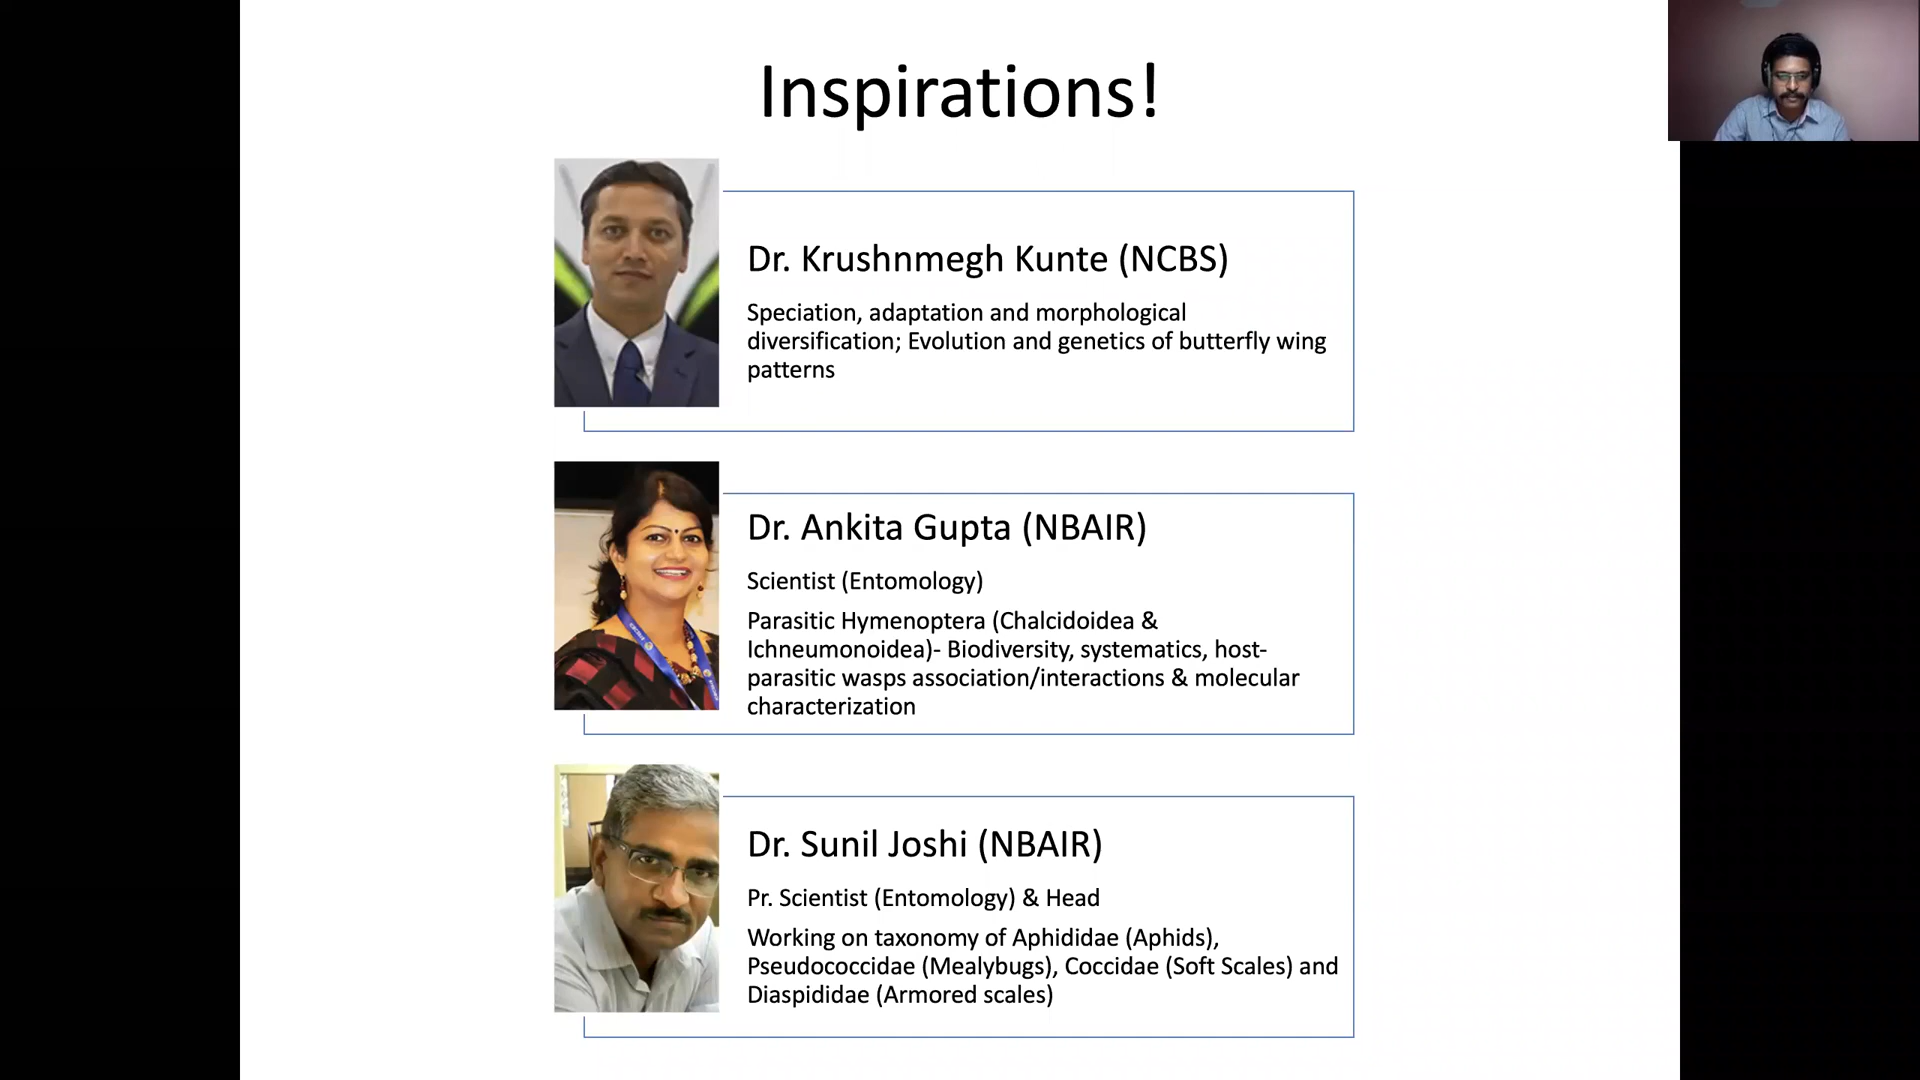 Inspirations!
Dr. Krushnmegh Kunte (NCBS)
Speciation, adaptation and morphological
diversification; Evolution and genetics of butterfly wing
patterns
Dr. Ankita Gupta (NBAIR)
Scientist (Entomology)
Parasitic Hymenoptera (Chalcidoidea &
Ichneumonoidea)- Biodiversity, systematics, host-
parasitic wasps association/interactions & molecular
characterization
Dr. Sunil Joshi (NBAIR)
Pr. Scientist (Entomology) & Head
Working on taxonomy of Aphididae (Aphids),
Pseudococcidae (Mealybugs), Coccidae (Soft Scales) and
Diaspididae (Armored scales)